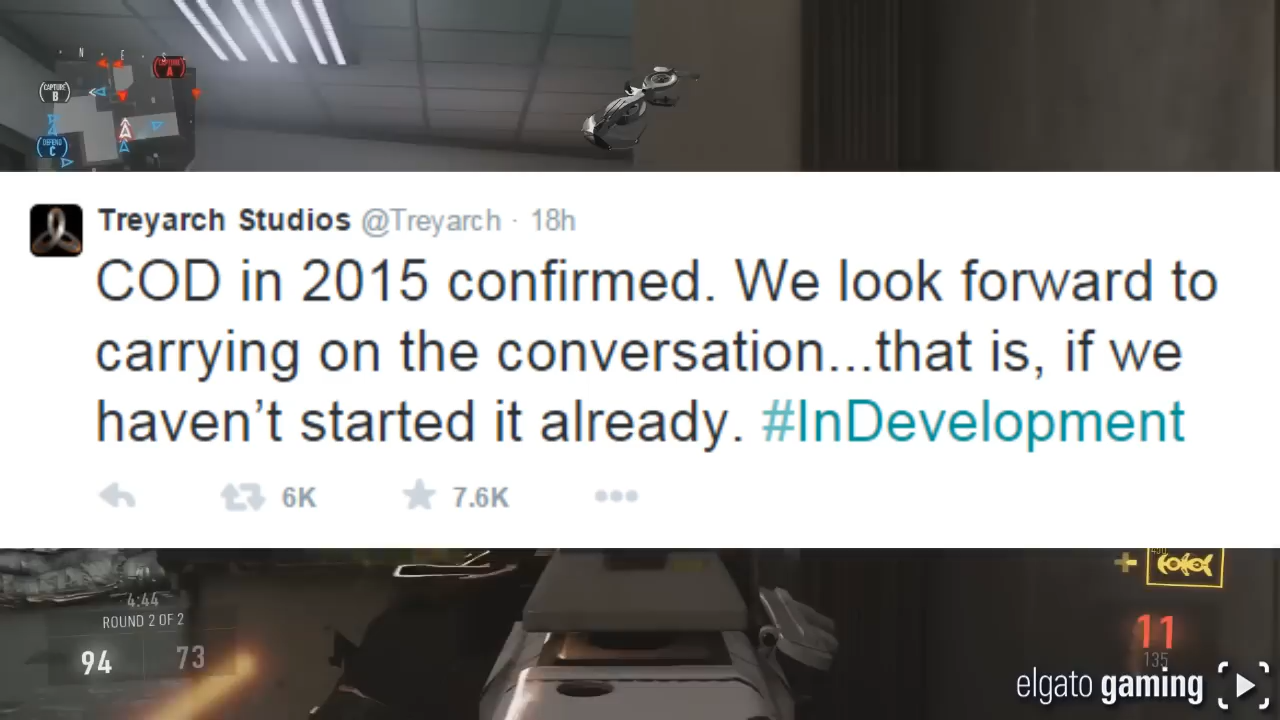 N E S
CAPTURE
A
CAPTURE
B
DEFEND
C
Treyarch Studios @Treyarch · 18h
COD in 2015 confirmed. We look forward to
carrying on the conversation...that is, if we
haven’t started it already. #InDevelopment
6K 7.6K
4:44
ROUND 2 OF 2
94 73
+
11
135
elgato gaming